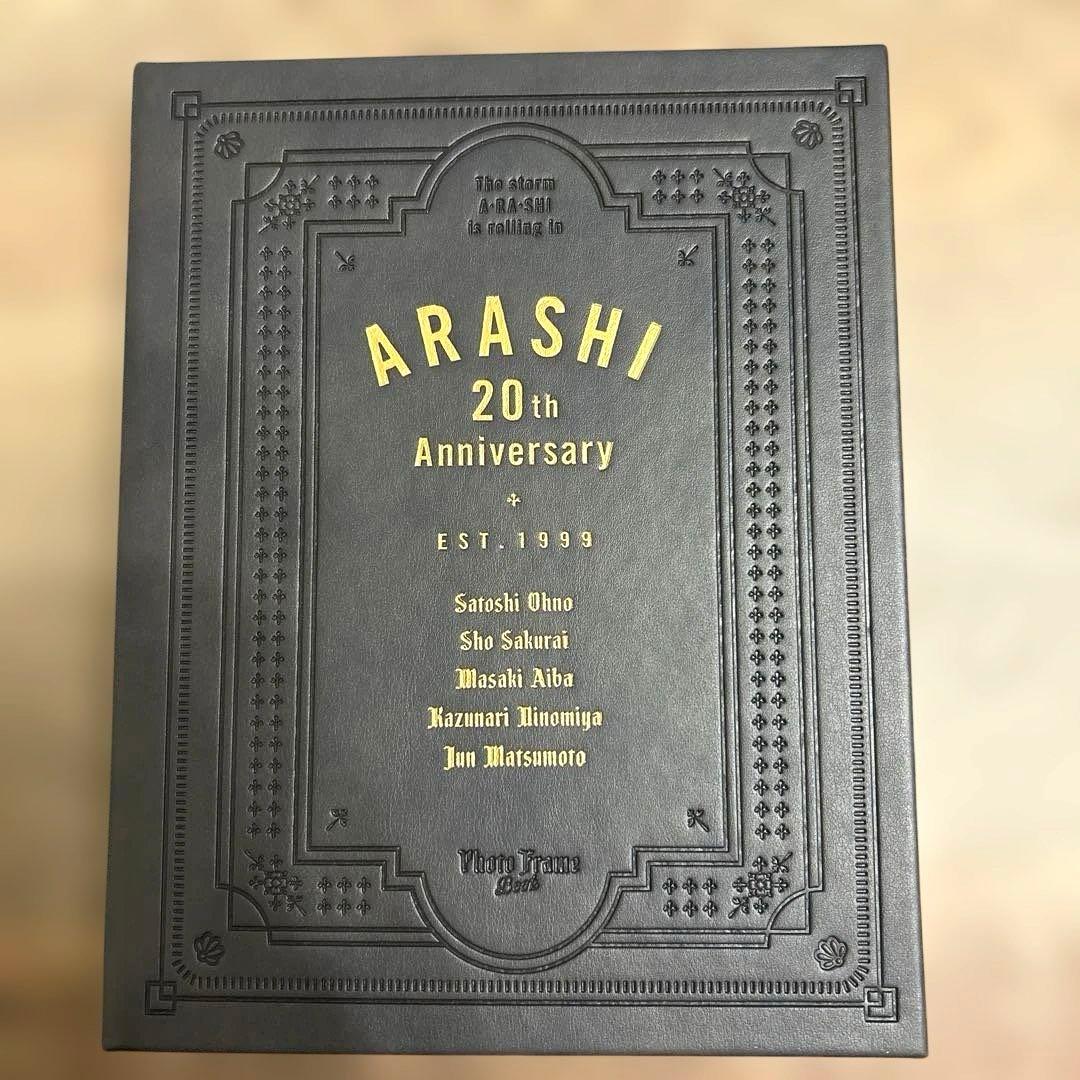 The storm
A·RA·SHI
is rolling in
ARASHI
20th
Anniversary
EST.1999
Satoshi Ohno
Sho Sakurai
Masaki Aiba
Kazunari Ninomiya
Jun Matsumoto
Photo Frame
Book